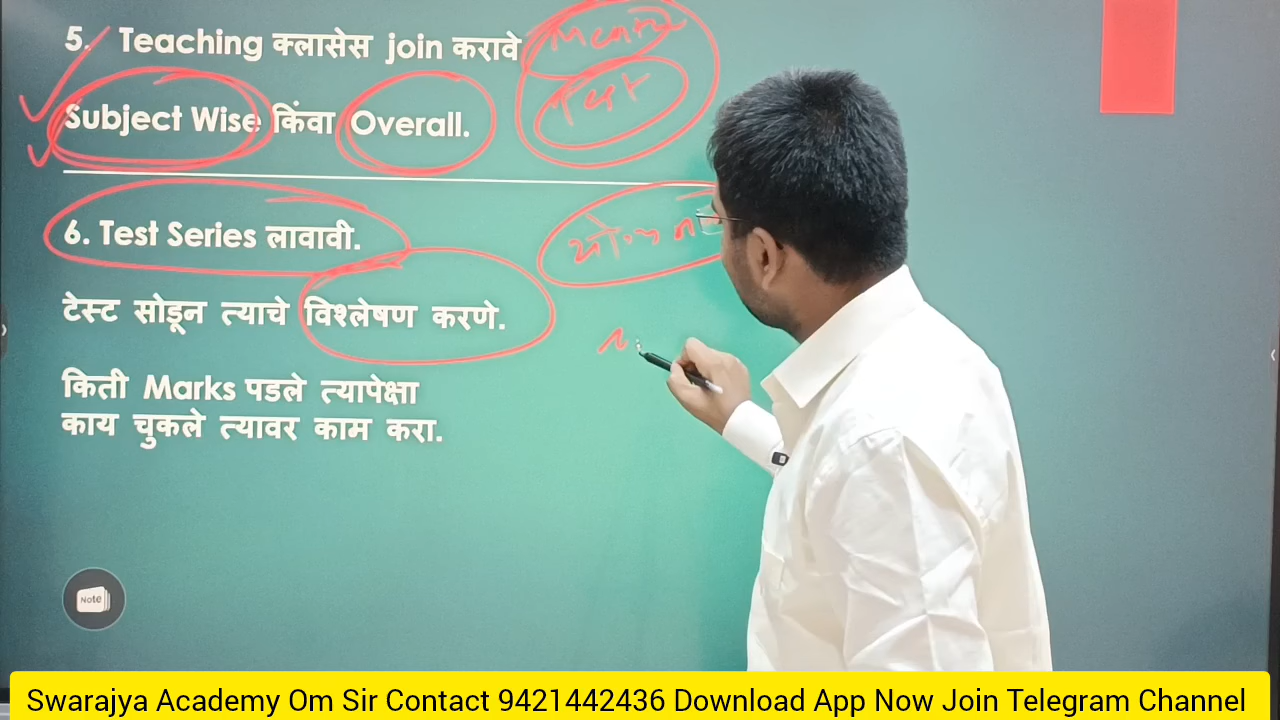 5. Teaching क्लासेस join करावे
Subject Wise किंवा Overall.
6. Test Series लावावी.
टेस्ट सोडून त्याचे विश्लेषण करणे.
किती Marks पडले त्यापेक्षा
काय चुकले त्यावर काम करा.
Note
Swarajya Academy Om Sir Contact 9421442436 Download App Now Join Telegram Channel